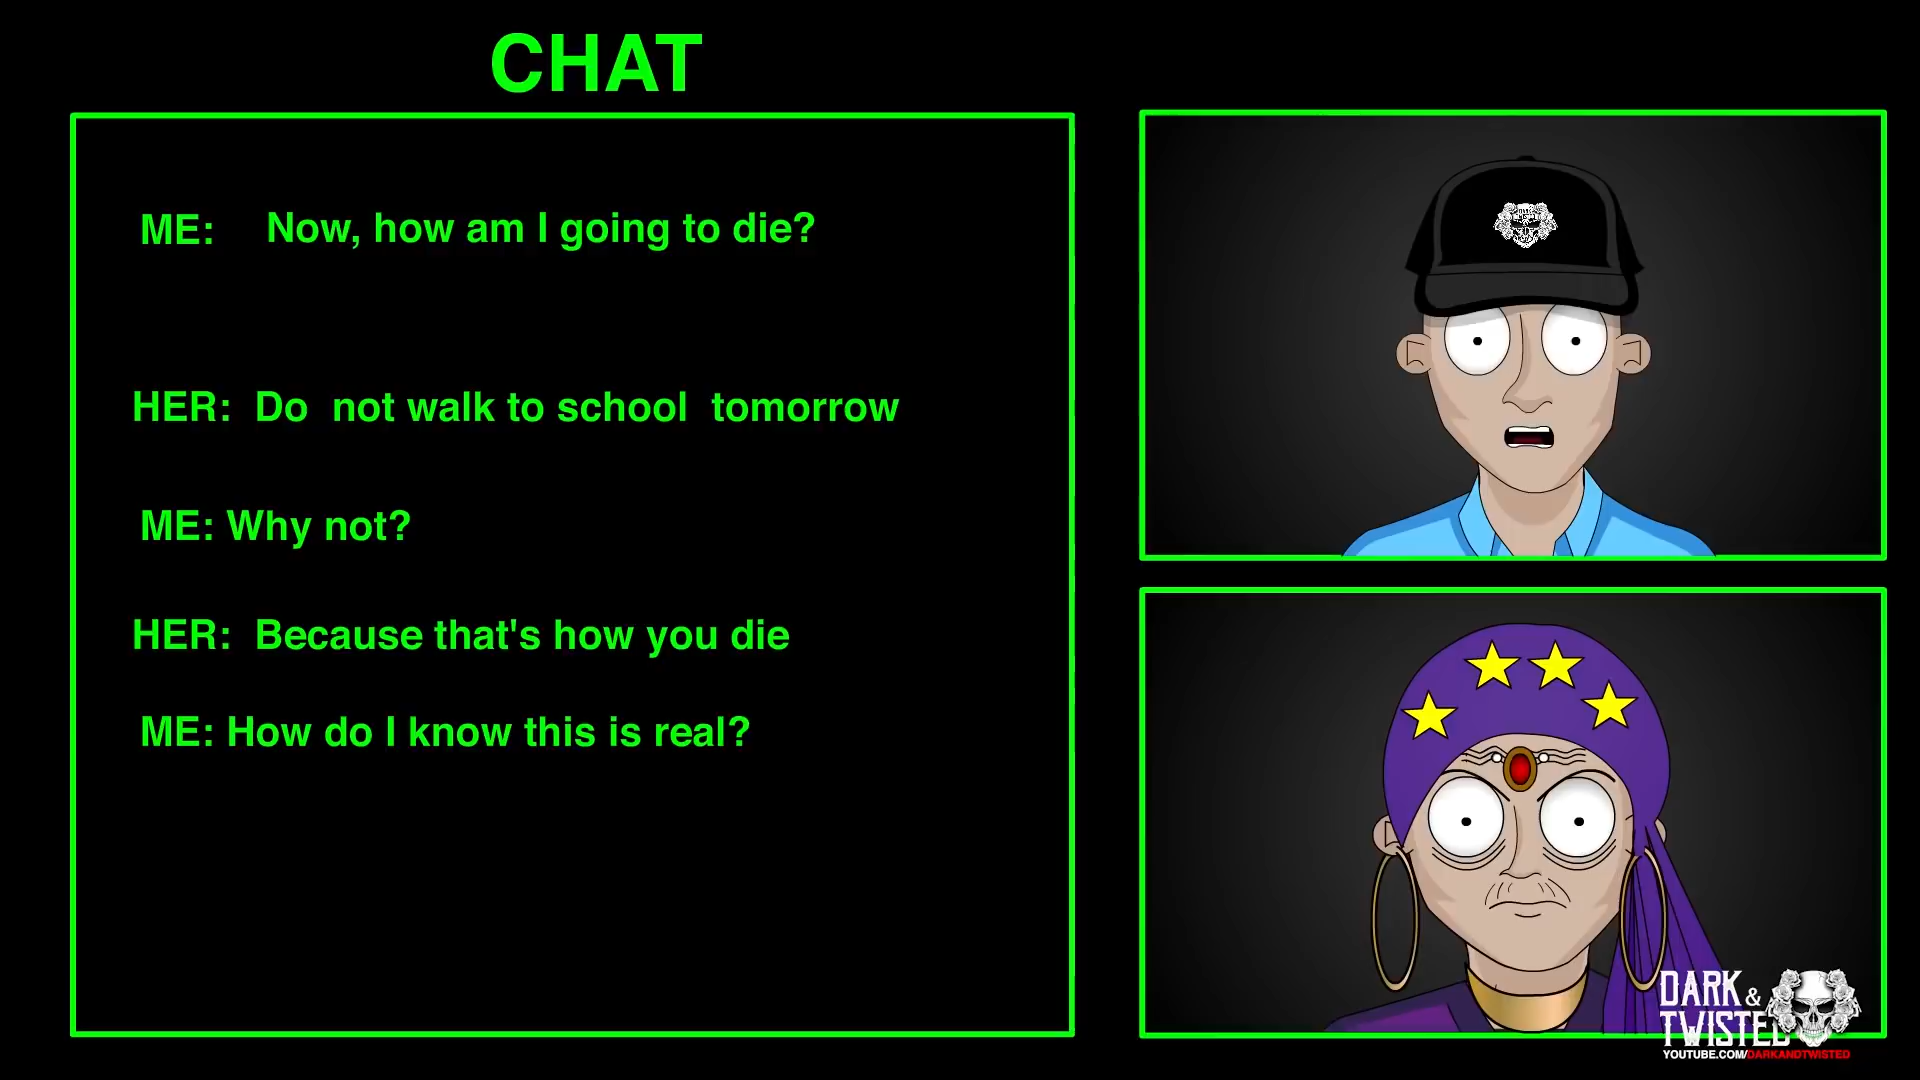 CHAT
ME: Now, how am I going to die?
HER: Do not walk to school tomorrow
ME: Why not?
HER: Because that's how you die
ME: How do I know this is real?
DARK &
TWISTED
YOUTUBE.COM/DARKANDTWISTED